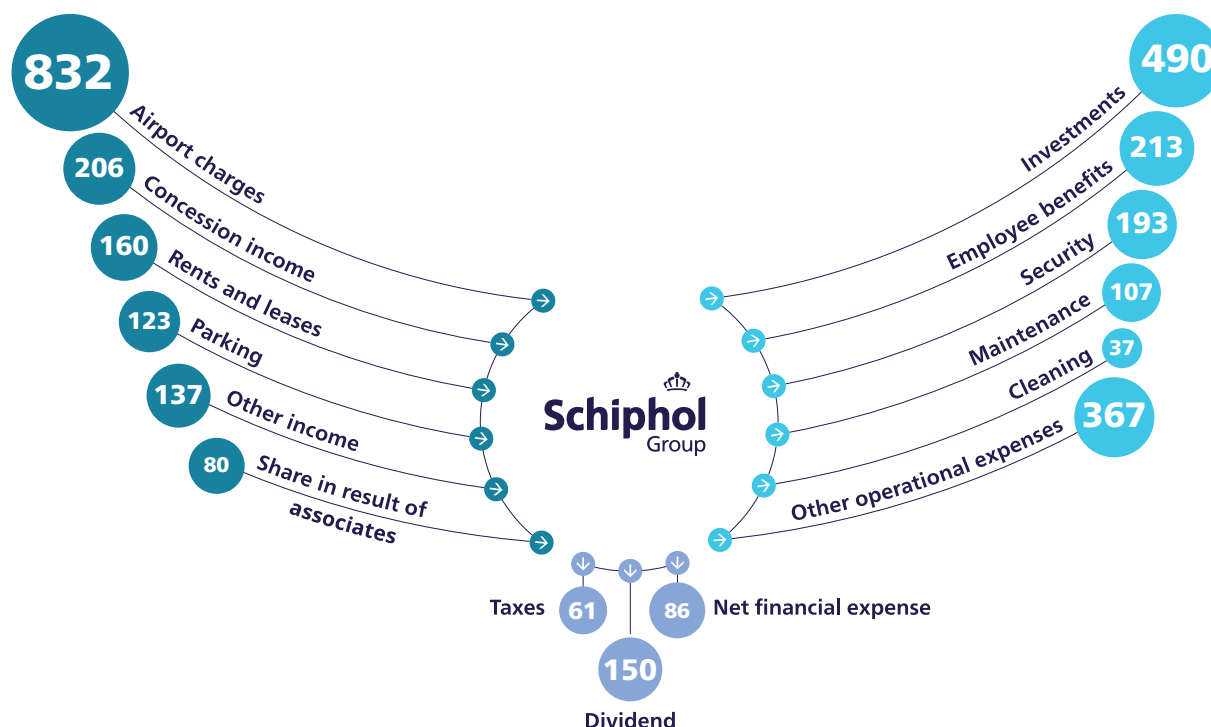 832
Airport charges
206
Concession income
160
Rents and leases
123
Parking
137
Other income
80
Share in result of
associates
Schiphol
Group
490
Investments
213
Employee benefits
193
Security
107
Maintenance
37
Cleaning
367
Other operational expenses
Taxes
61
86
Net financial expense
150
Dividend